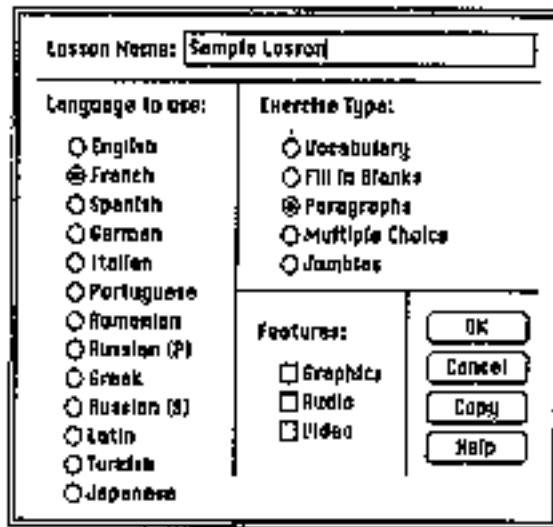 Lesson Name: Sample Lesson
Language to use:
English
French
Spanish
German
Italian
Portuguese
Romanian
Russian (P)
Greek
Russian (S)
Latin
Turkish
Japanese
Exercise Type:
Vocabulary
Fill in Blanks
Paragraphs
Multiple Choice
Jumbles
Features:
Graphics
Audio
Video
OK
Cancel
Copy
Help